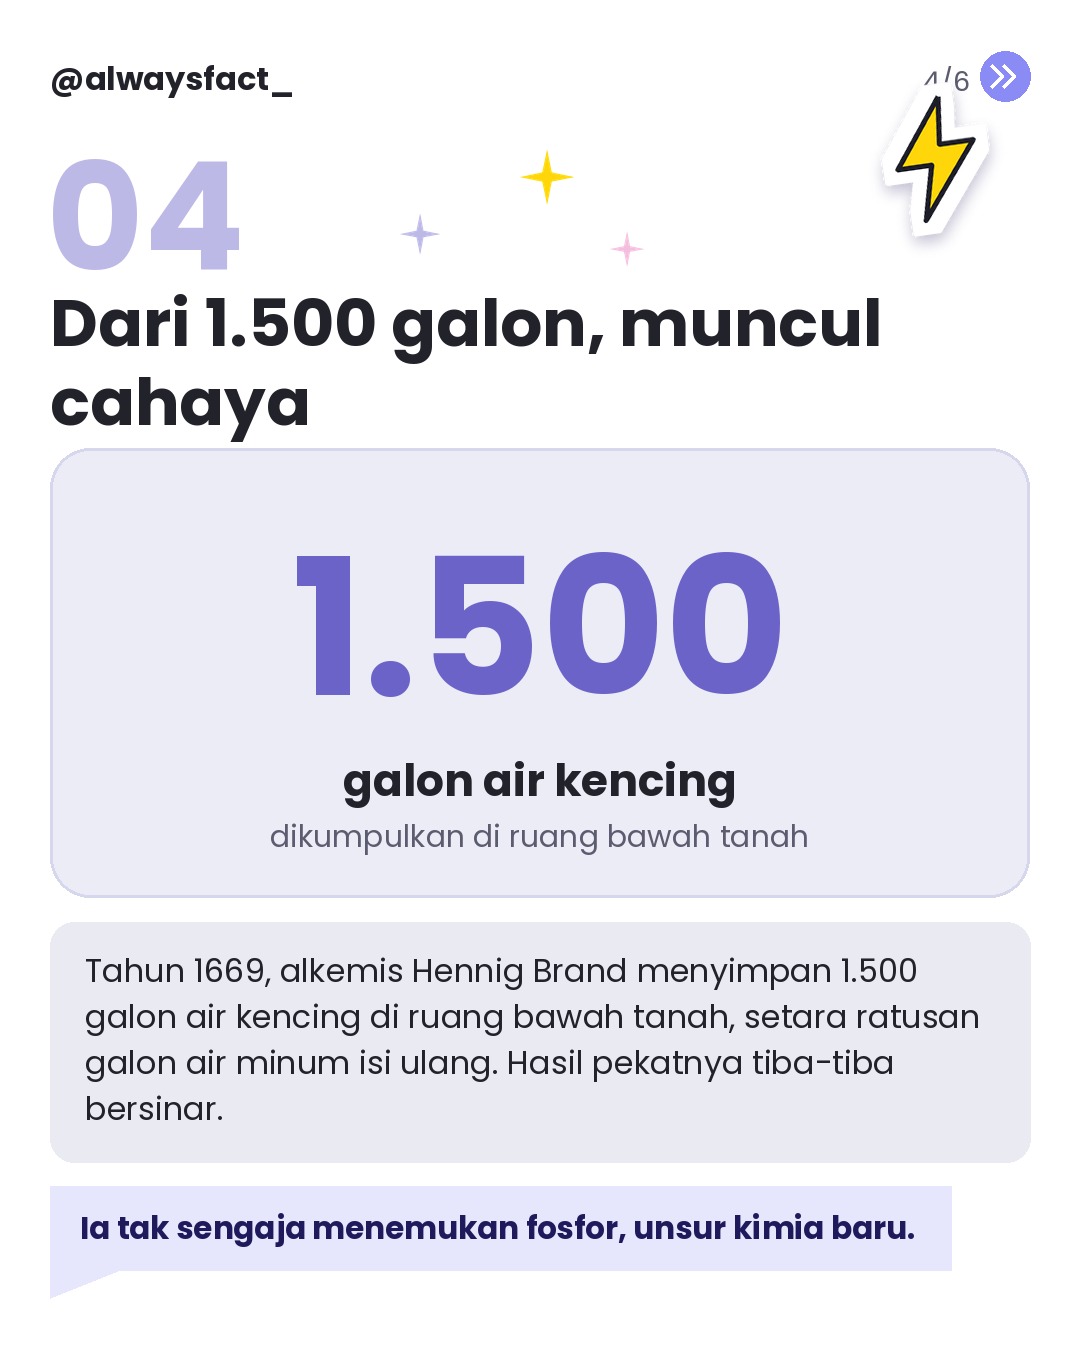 @alwaysfact_
4/6
04
Dari 1.500 galon, muncul
cahaya
1.500
galon air kencing
dikumpulkan di ruang bawah tanah
Tahun 1669, alkemis Hennig Brand menyimpan 1.500
galon air kencing di ruang bawah tanah, setara ratusan
galon air minum isi ulang. Hasil pekatnya tiba-tiba
bersinar.
Ia tak sengaja menemukan fosfor, unsur kimia baru.